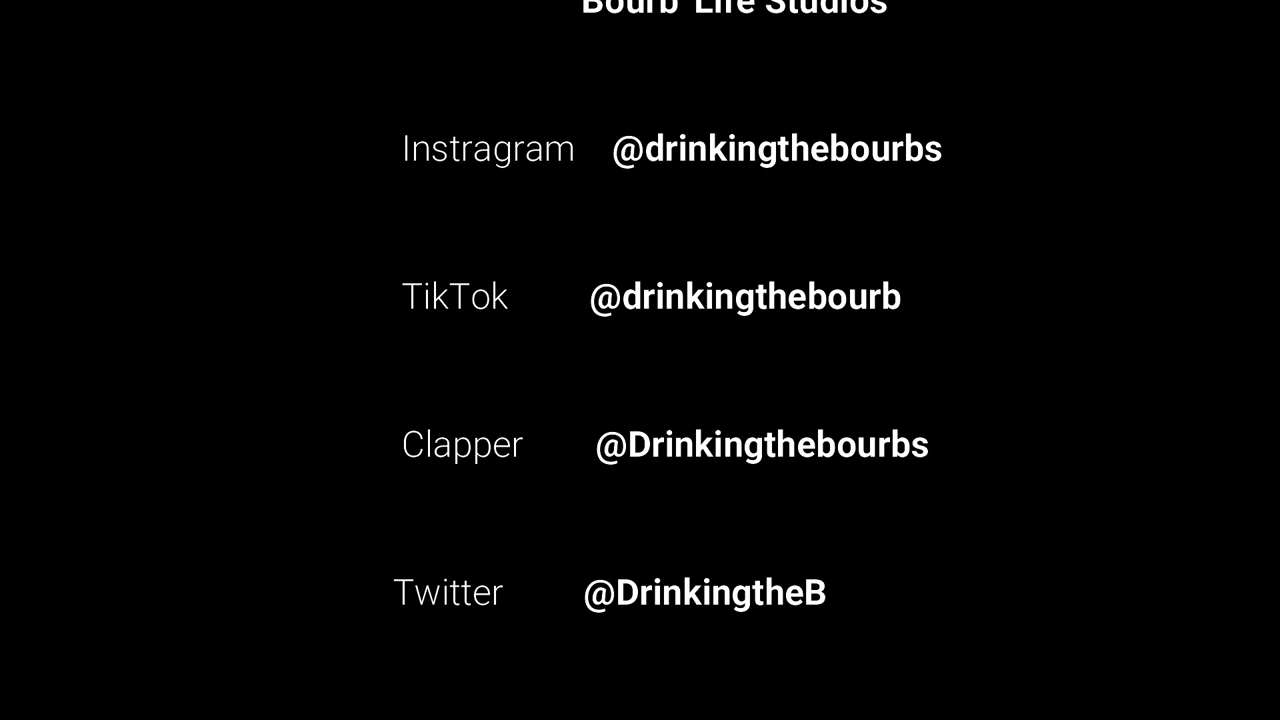 Bourb Life Studios
Instragram @drinkingthebourbs
TikTok @drinkingthebourb
Clapper @Drinkingthebourbs
Twitter @DrinkingtheB